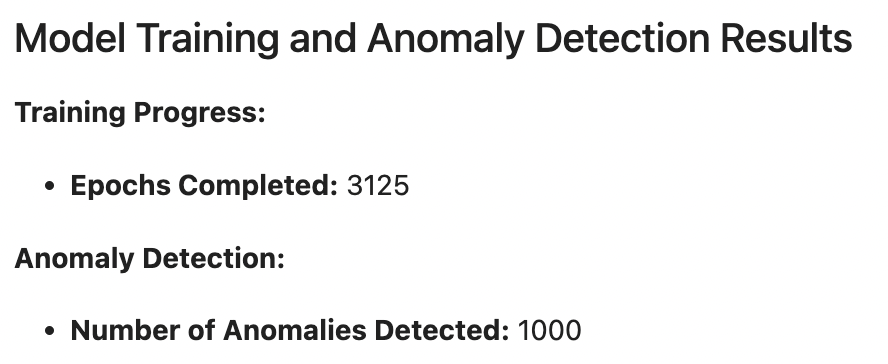 Model Training and Anomaly Detection Results
Training Progress:
• Epochs Completed: 3125
Anomaly Detection:
• Number of Anomalies Detected: 1000